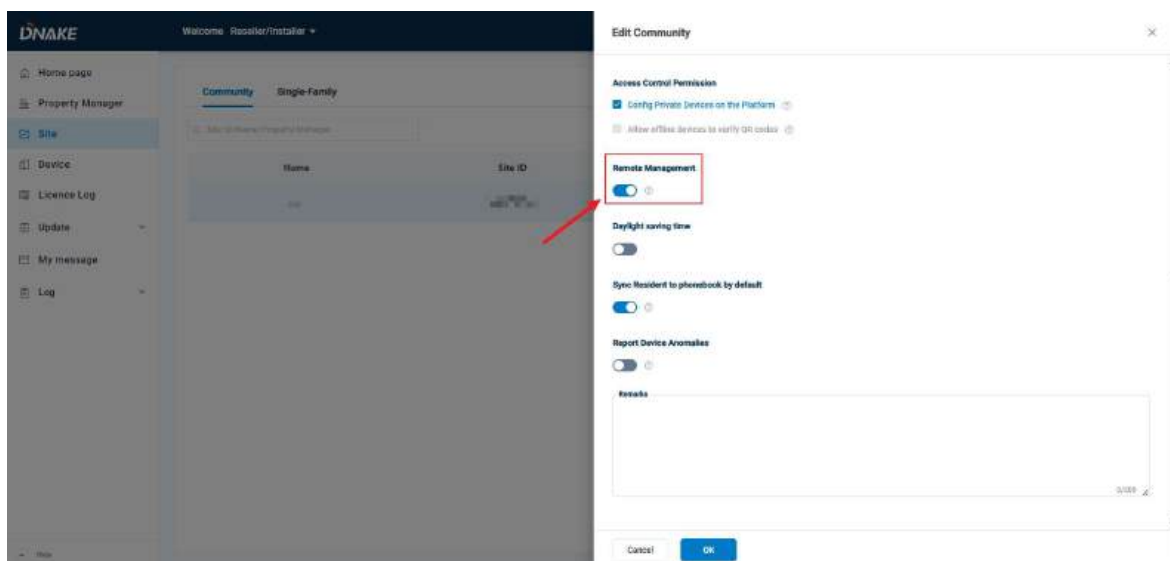 DNAKE
Welcome Reseller/Installer
Home page
Property Manager
Site
Device
Licence Log
Update
My message
Log
Community
Single-Family
Name
Site ID
Edit Community
Access Control Permission
Config Private Devices on the Platform
Allow offline devices to verify QR codes
Remote Management
Daylight saving time
Sync Resident to phonebook by default
Report Device Anomalies
Remarks
Cancel
OK